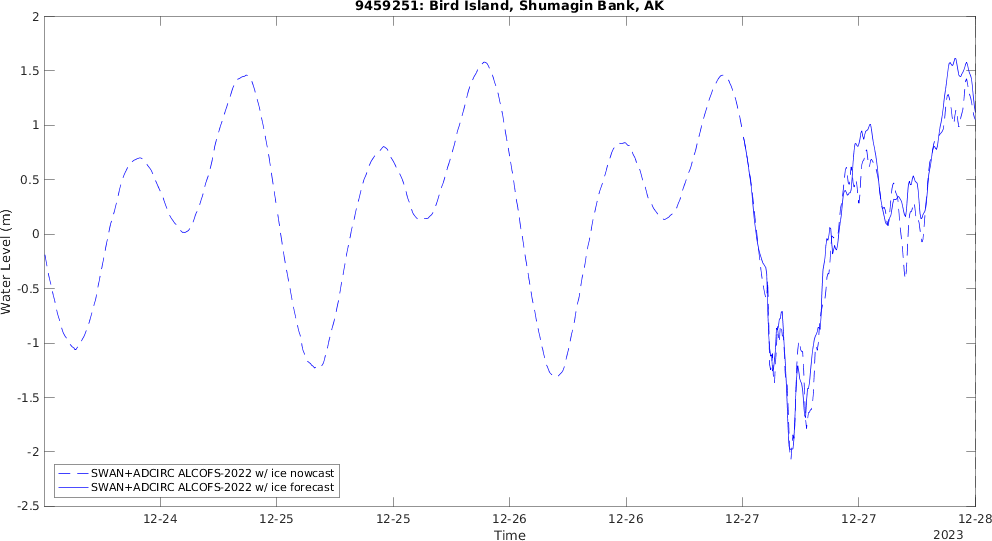 9459251: Bird Island, Shumagin Bank, AK
2
1.5
1
0.5
0
-0.5
-1
-1.5
-2
-2.5
Water Level (m)
SWAN+ADCIRC ALCOFS-2022 w/ ice nowcast
SWAN+ADCIRC ALCOFS-2022 w/ ice forecast
12-24 12-25 12-25 12-26 12-26 12-27 12-27 12-28
Time
2023